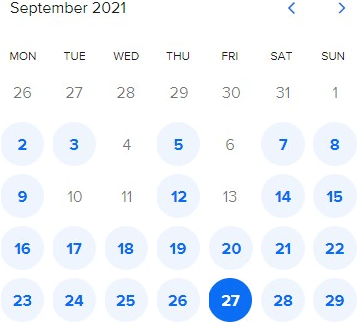 September 2021
MON TUE WED THU FRI SAT SUN
26 27 28 29 30 31 1
2 3 4 5 6 7 8
9 10 11 12 13 14 15
16 17 18 19 20 21 22
23 24 25 26 27 28 29